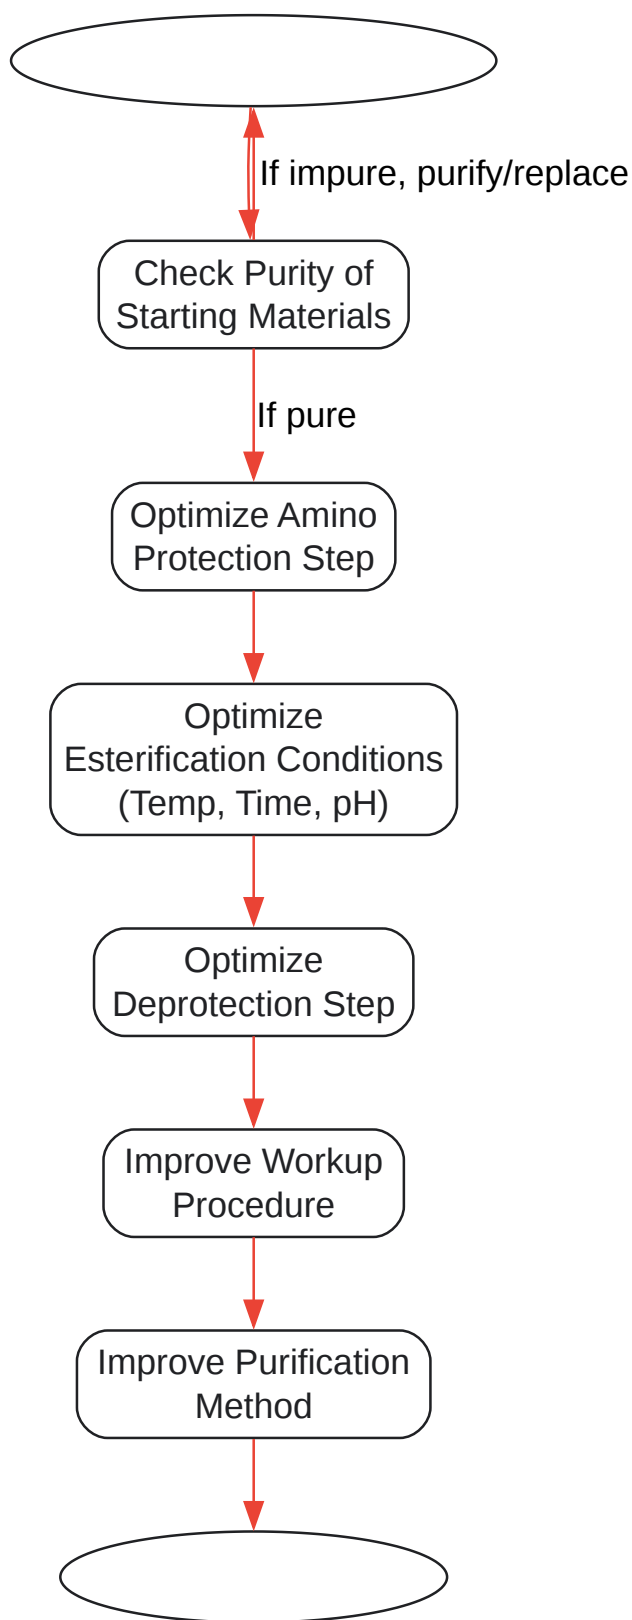 If impure, purify/replace
Check Purity of
Starting Materials
If pure
Optimize Amino
Protection Step
Optimize
Esterification Conditions
(Temp, Time, pH)
Optimize
Deprotection Step
Improve Workup
Procedure
Improve Purification
Method